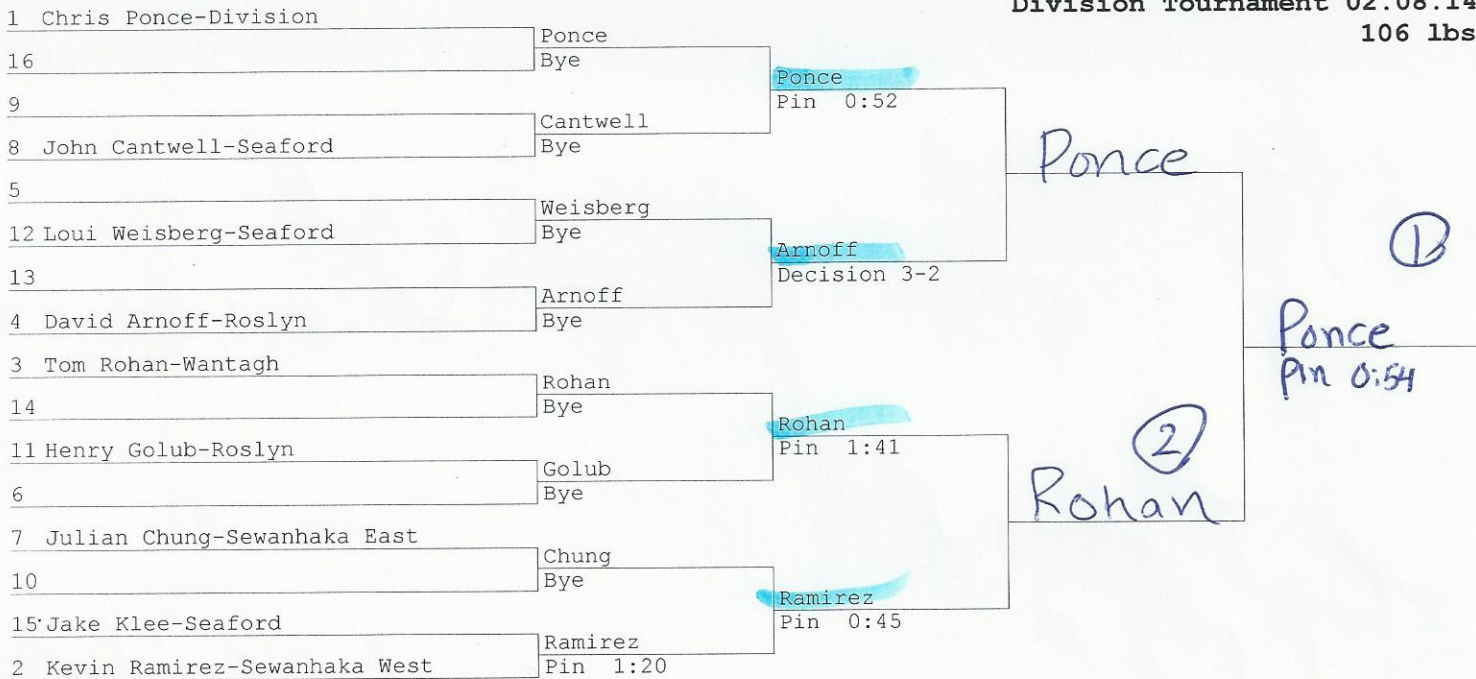 Division Tournament 02.08.14
106 lbs
1 Chris Ponce-Division
16
9
8 John Cantwell-Seaford
5
12 Loui Weisberg-Seaford
13
4 David Arnoff-Roslyn
3 Tom Rohan-Wantagh
14
11 Henry Golub-Roslyn
6
7 Julian Chung-Sewanhaka East
10
15 Jake Klee-Seaford
2 Kevin Ramirez-Sewanhaka West
Ponce
Bye
Cantwell
Bye
Weisberg
Bye
Arnoff
Bye
Rohan
Bye
Golub
Bye
Chung
Bye
Ramirez
Pin 1:20
Ponce
Pin 0:52
Arnoff
Decision 3-2
Rohan
Pin 1:41
Ramirez
Pin 0:45
Ponce
2
Rohan
1
Ponce
Pin 0:54